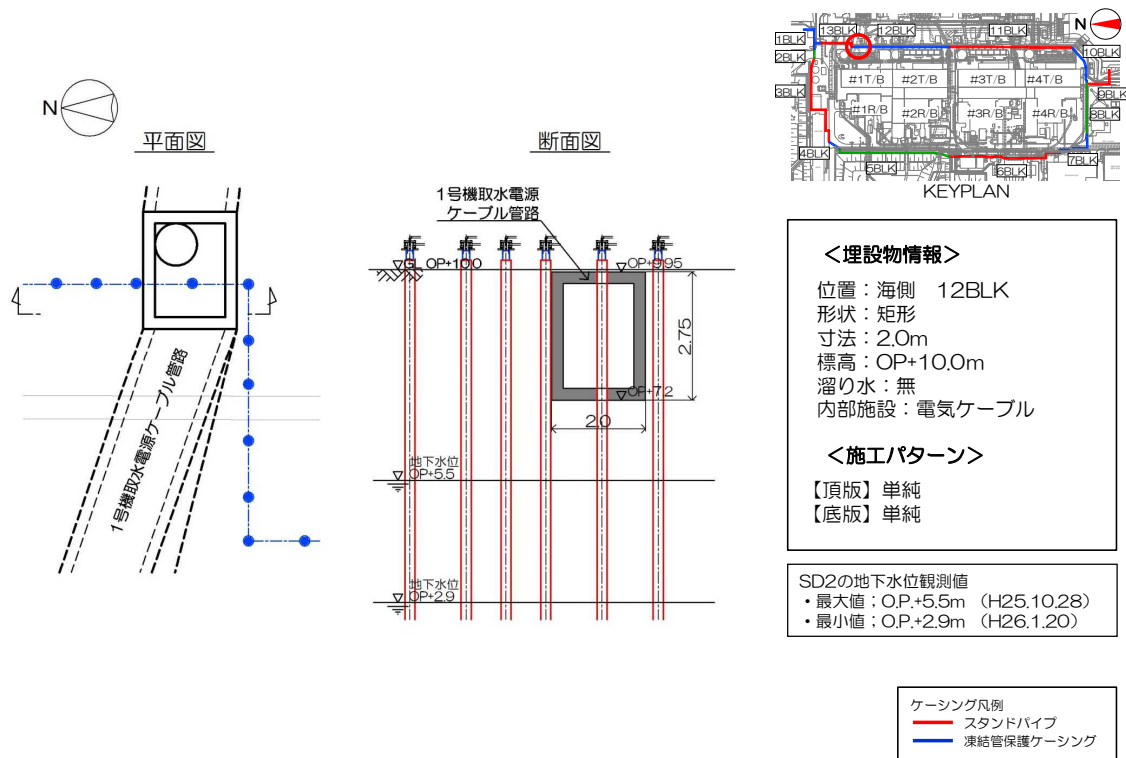 N
平面図
1号機取水電源ケーブル管路
断面図
1号機取水電源
ケーブル管路
GL OP+10.0
OP+9.95
2.75
OP+7.2
2.0
地下水位
OP+5.5
地下水位
OP+2.9
N
13BLK
12BLK
11BLK
1BLK
2BLK
10BLK
3BLK
#1T/B
#2T/B
#3T/B
#4T/B
9BLK
#1R/B
#2R/B
#3R/B
#4R/B
8BLK
4BLK
5BLK
6BLK
7BLK
KEYPLAN
<埋設物情報>
位置:海側 12BLK
形状:矩形
寸法:2.0m
標高:OP+10.0m
溜り水:無
内部施設:電気ケーブル
<施工パターン>
【頂版】単純
【底版】単純
SD2の地下水位観測値
・最大値;O.P.+5.5m (H25.10.28)
・最小値;O.P.+2.9m (H26.1.20)
ケーシング凡例
スタンドパイプ
凍結管保護ケーシング